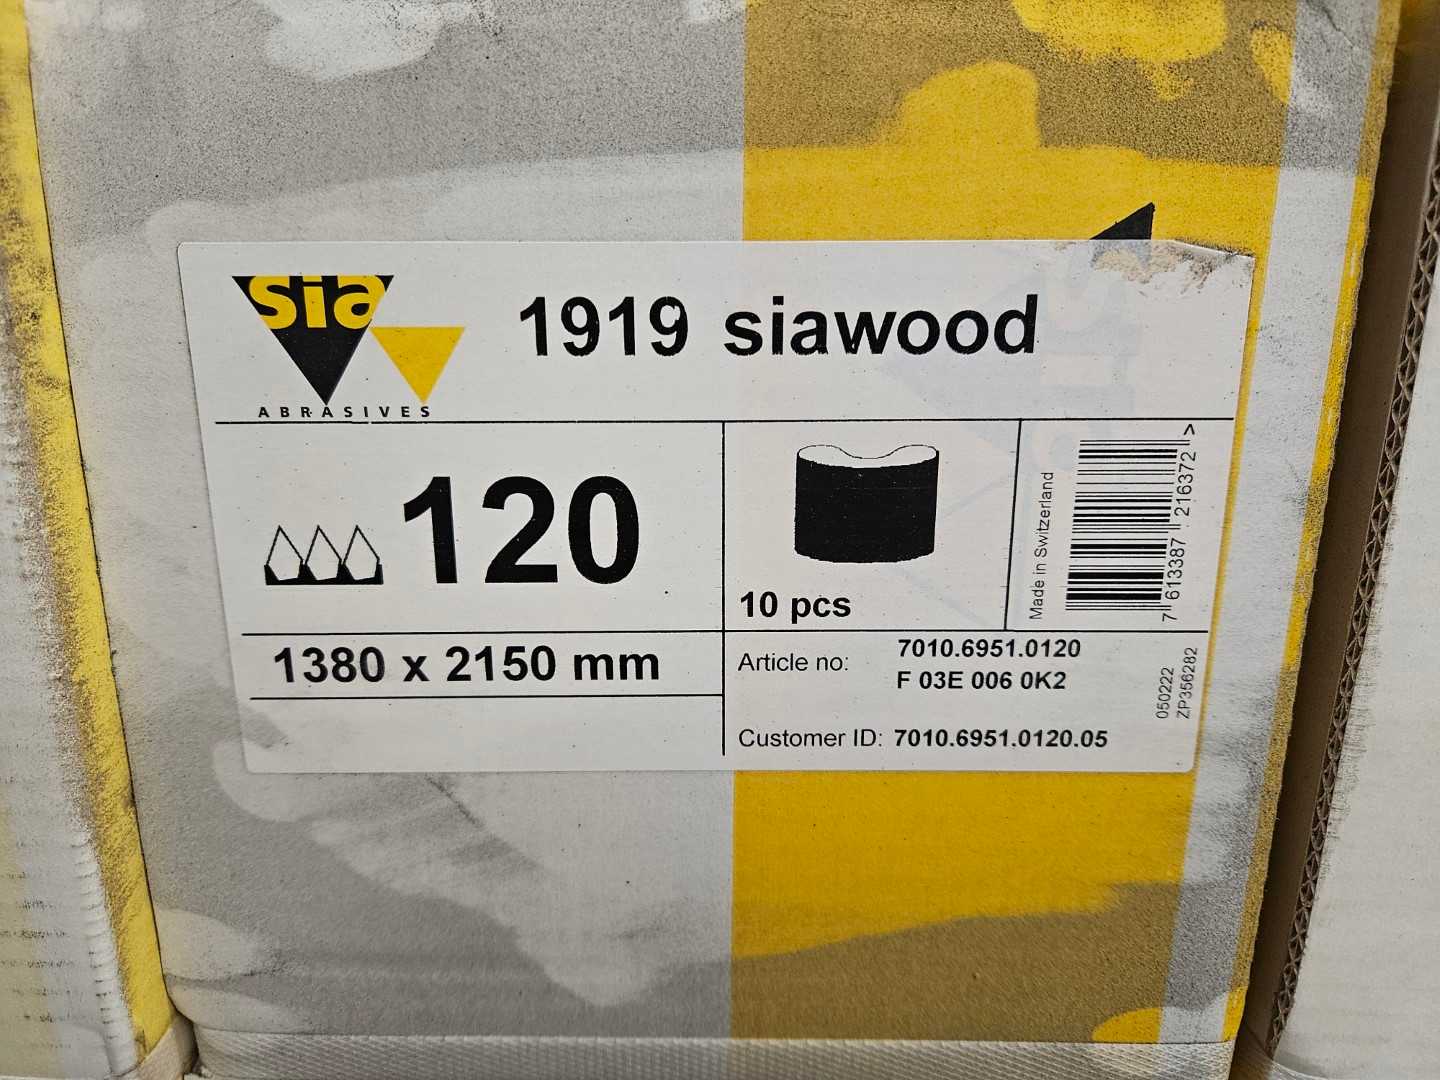 sia
ABRASIVES
1919 siawood
120
10 pcs
Made in Switzerland
7 613387 216372 >
1380 x 2150 mm
Article no: 7010.6951.0120
F 03E 006 0K2
Customer ID: 7010.6951.0120.05
050222
ZP356282